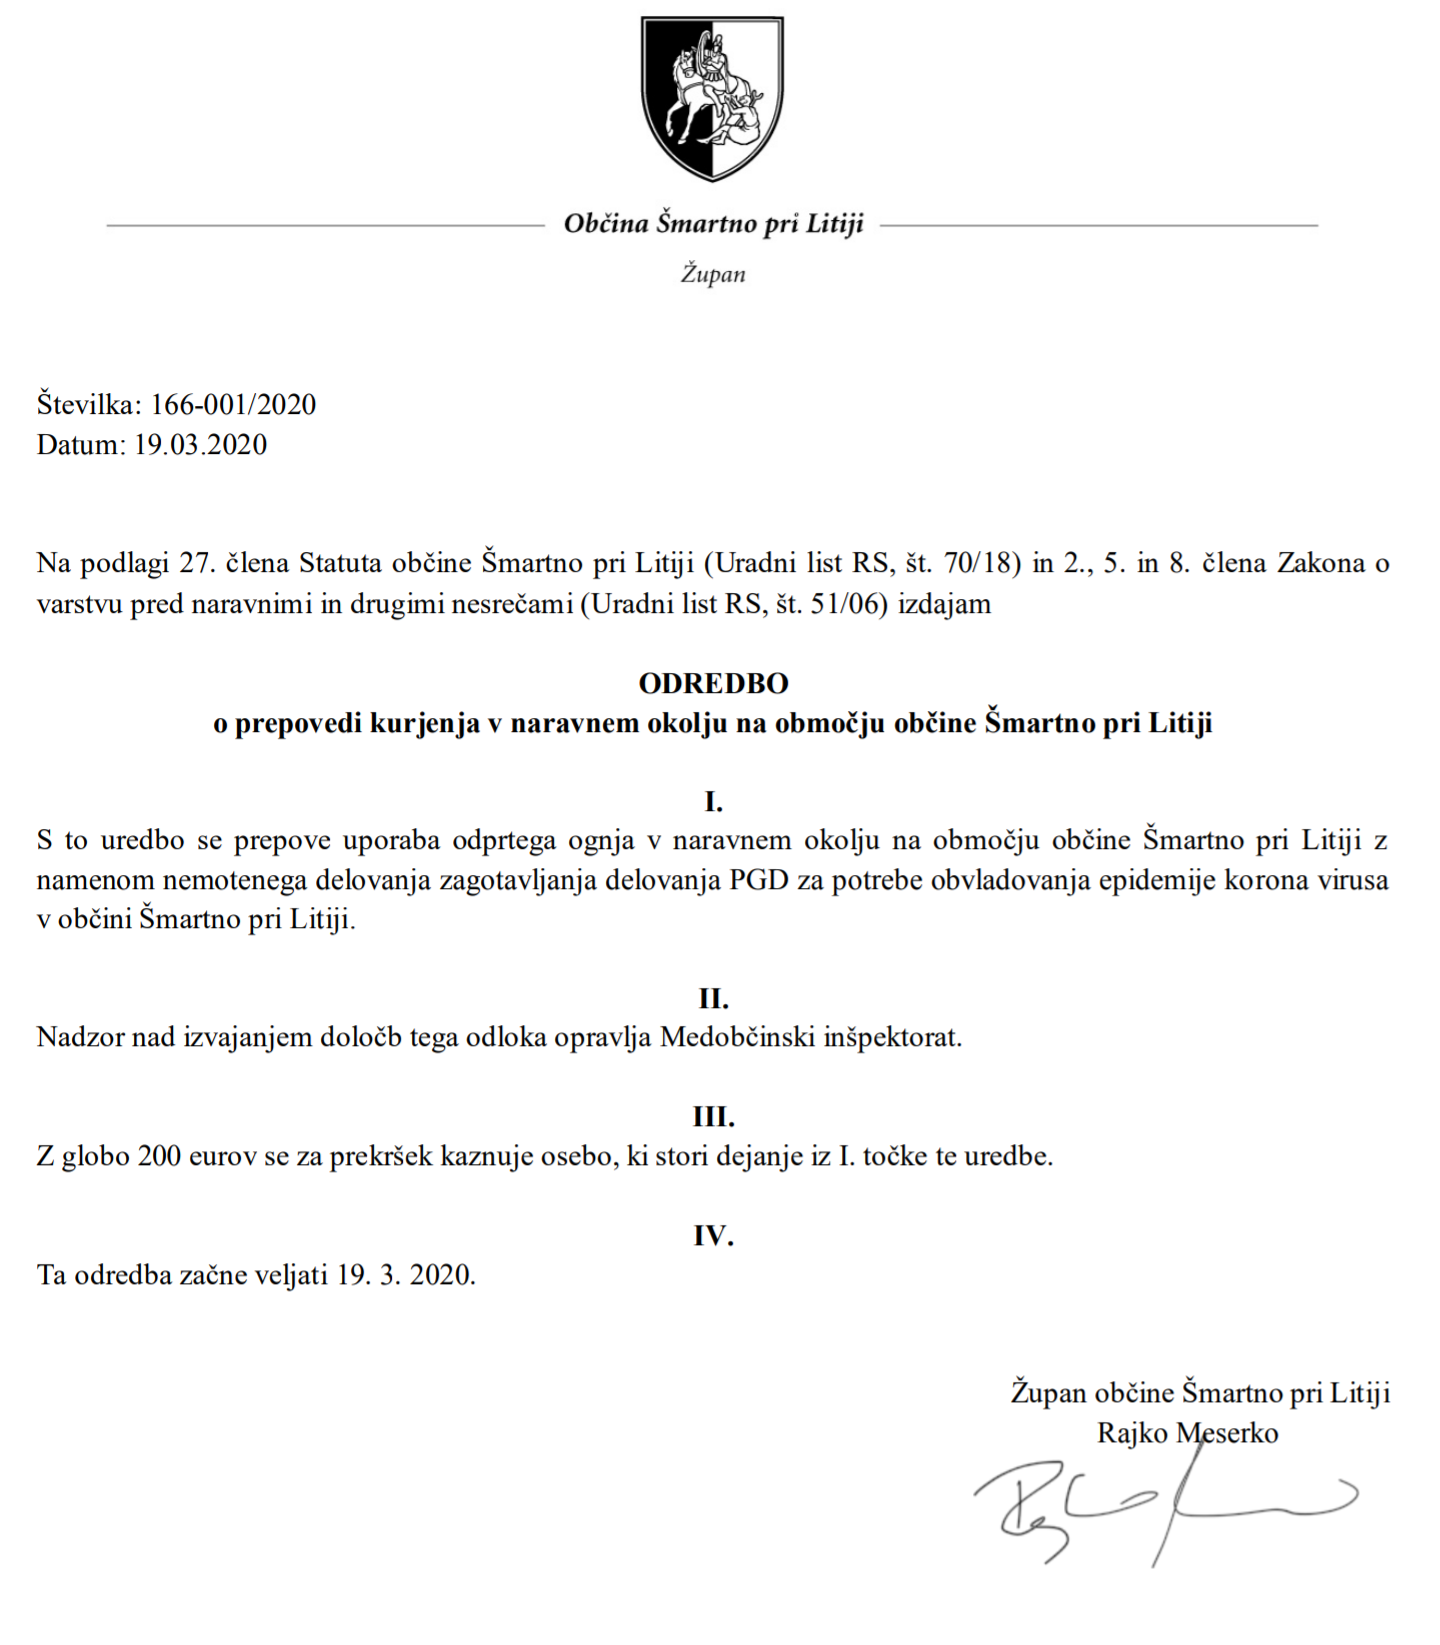 Občina Šmartno pri Litiji
Župan
Številka: 166-001/2020
Datum: 19.03.2020
Na podlagi 27. člena Statuta občine Šmartno pri Litiji (Uradni list RS, št. 70/18) in 2., 5. in 8. člena Zakona o
varstvu pred naravnimi in drugimi nesrečami (Uradni list RS, št. 51/06) izdajam
ODREDBO
o prepovedi kurjenja v naravnem okolju na območju občine Šmartno pri Litiji
I.
S to uredbo se prepove uporaba odprtega ognja v naravnem okolju na območju občine Šmartno pri Litiji z
namenom nemotenega delovanja zagotavljanja delovanja PGD za potrebe obvladovanja epidemije korona virusa
v občini Šmartno pri Litiji.
II.
Nadzor nad izvajanjem določb tega odloka opravlja Medobčinski inšpektorat.
III.
Z globo 200 eurov se za prekršek kaznuje osebo, ki stori dejanje iz I. točke te uredbe.
IV.
Ta odredba začne veljati 19. 3. 2020.
Župan občine Šmartno pri Litiji
Rajko Meserko